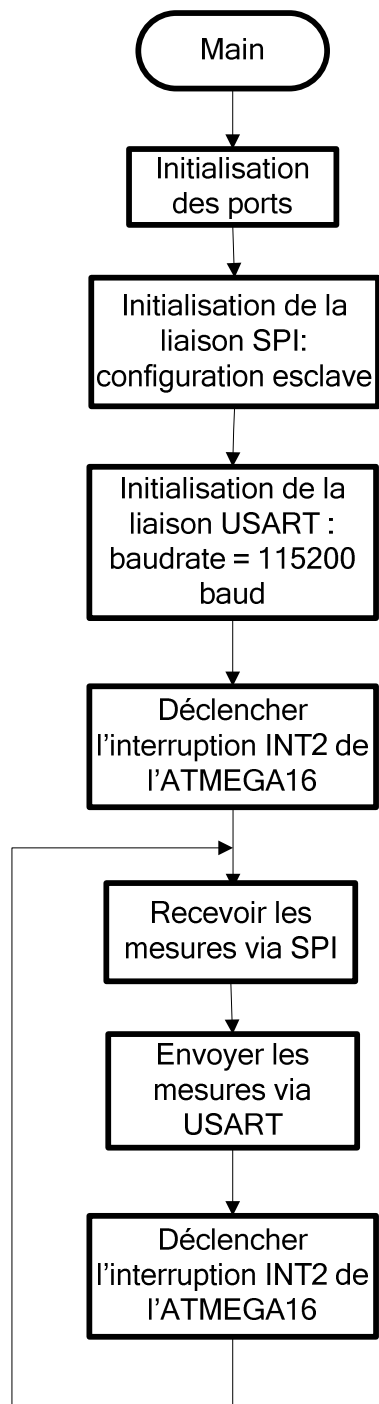 Main
Initialisation
des ports
Initialisation de la
liaison SPI:
configuration esclave
Initialisation de la
liaison USART :
baudrate = 115200
baud
Déclencher
l’interruption INT2 de
l’ATMEGA16
Recevoir les
mesures via SPI
Envoyer les
mesures via
USART
Déclencher
l’interruption INT2 de
l’ATMEGA16